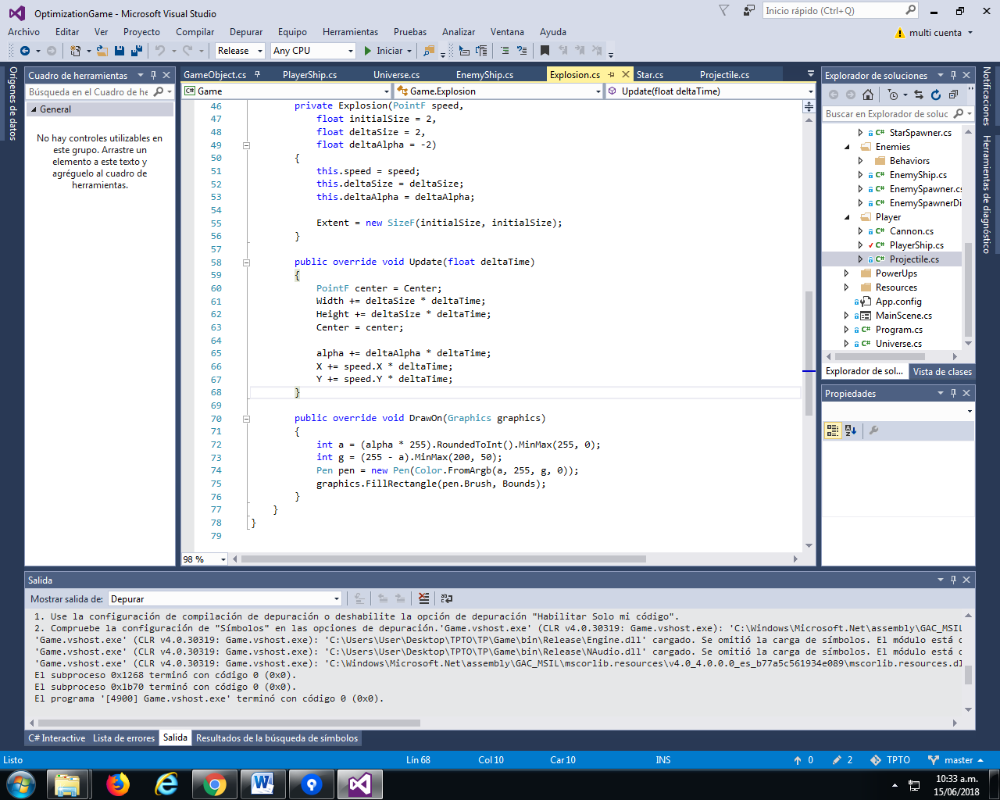 OptimizationGame - Microsoft Visual Studio
Inicio rápido (Ctrl+Q)
Archivo Editar Ver Proyecto Compilar Depurar Equipo Herramientas Pruebas Analizar Ventana Ayuda
multi cuenta
Release Any CPU Iniciar
Orígenes de datos
Cuadro de herramientas
Búsqueda en el Cuadro de he
General
No hay controles utilizables en
este grupo. Arrastre un
elemento a este texto y
agréguelo al cuadro de
herramientas.
GameObject.cs PlayerShip.cs Universe.cs EnemyShip.cs Explosion.cs Star.cs Projectile.cs
C# Game Game.Explosion Update(float deltaTime)
46 private Explosion(PointF speed,
47 float initialSize = 2,
48 float deltaSize = 2,
49 float deltaAlpha = -2)
50 {
51 this.speed = speed;
52 this.deltaSize = deltaSize;
53 this.deltaAlpha = deltaAlpha;
54
55 Extent = new SizeF(initialSize, initialSize);
56 }
57
58 public override void Update(float deltaTime)
59 {
60 PointF center = Center;
61 Width += deltaSize * deltaTime;
62 Height += deltaSize * deltaTime;
63 Center = center;
64
65 alpha += deltaAlpha * deltaTime;
66 X += speed.X * deltaTime;
67 Y += speed.Y * deltaTime;
68 }
69
70 public override void DrawOn(Graphics graphics)
71 {
72 int a = (alpha * 255).RoundedToInt().MinMax(255, 0);
73 int g = (255 - a).MinMax(200, 50);
74 Pen pen = new Pen(Color.FromArgb(a, 255, g, 0));
75 graphics.FillRectangle(pen.Brush, Bounds);
76 }
77 }
78 }
79
98 %
Explorador de soluciones
Buscar en Explorador de soluc
C# StarSpawner.cs
Enemies
Behaviors
C# EnemyShip.cs
C# EnemySpawner.cs
C# EnemySpawnerDi
Player
C# Cannon.cs
C# PlayerShip.cs
C# Projectile.cs
PowerUps
Resources
App.config
MainScene.cs
C# Program.cs
C# Universe.cs
Explorador de sol... Vista de clases
Propiedades
Notificaciones
Herramientas de diagnóstico
Salida
Mostrar salida de: Depurar
1. Use la configuración de compilación de depuración o deshabilite la opción de depuración "Habilitar Solo mi código".
2. Compruebe la configuración de "Símbolos" en las opciones de depuración.'Game.vshost.exe' (CLR v4.0.30319: Game.vshost.exe): 'C:\Windows\Microsoft.Net\assembly\GAC_MSIL
'Game.vshost.exe' (CLR v4.0.30319: Game.vshost.exe): 'C:\Users\User\Desktop\TPTO\TP\Game\bin\Release\Engine.dll' cargado. Se omitió la carga de símbolos. El módulo está o
'Game.vshost.exe' (CLR v4.0.30319: Game.vshost.exe): 'C:\Users\User\Desktop\TPTO\TP\Game\bin\Release\NAudio.dll' cargado. Se omitió la carga de símbolos. El módulo está o
'Game.vshost.exe' (CLR v4.0.30319: Game.vshost.exe): 'C:\Windows\Microsoft.Net\assembly\GAC_MSIL\mscorlib.resources\v4.0_4.0.0.0_es_b77a5c561934e089\mscorlib.resources.dl
El subproceso 0x1268 terminó con código 0 (0x0).
El subproceso 0x1b70 terminó con código 0 (0x0).
El programa '[4900] Game.vshost.exe' terminó con código 0 (0x0).
C# Interactive Lista de errores Salida Resultados de la búsqueda de símbolos
Listo Lín 68 Col 10 Car 10 INS 0 2 TPTO master
10:33 a.m.
15/06/2018